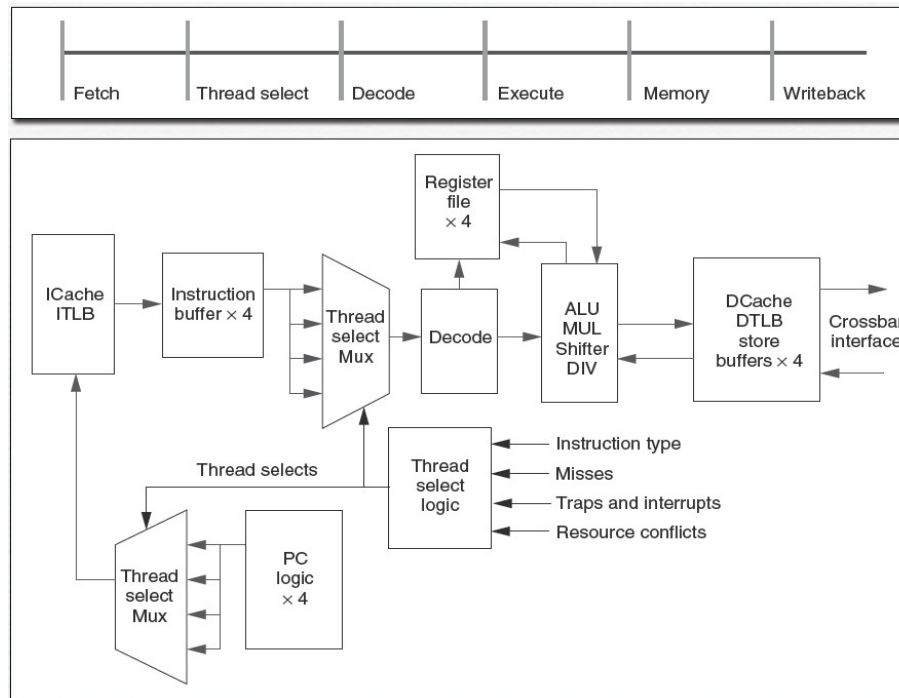 Fetch
Thread select
Decode
Execute
Memory
Writeback
Register
file
× 4
ICache
ITLB
Instruction
buffer × 4
Thread
select
Mux
Decode
ALU
MUL
Shifter
DIV
DCache
DTLB
store
buffers × 4
Crossbar
interface
Thread selects
Thread
select
logic
Instruction type
Misses
Traps and interrupts
Resource conflicts
Thread
select
Mux
PC
logic
× 4